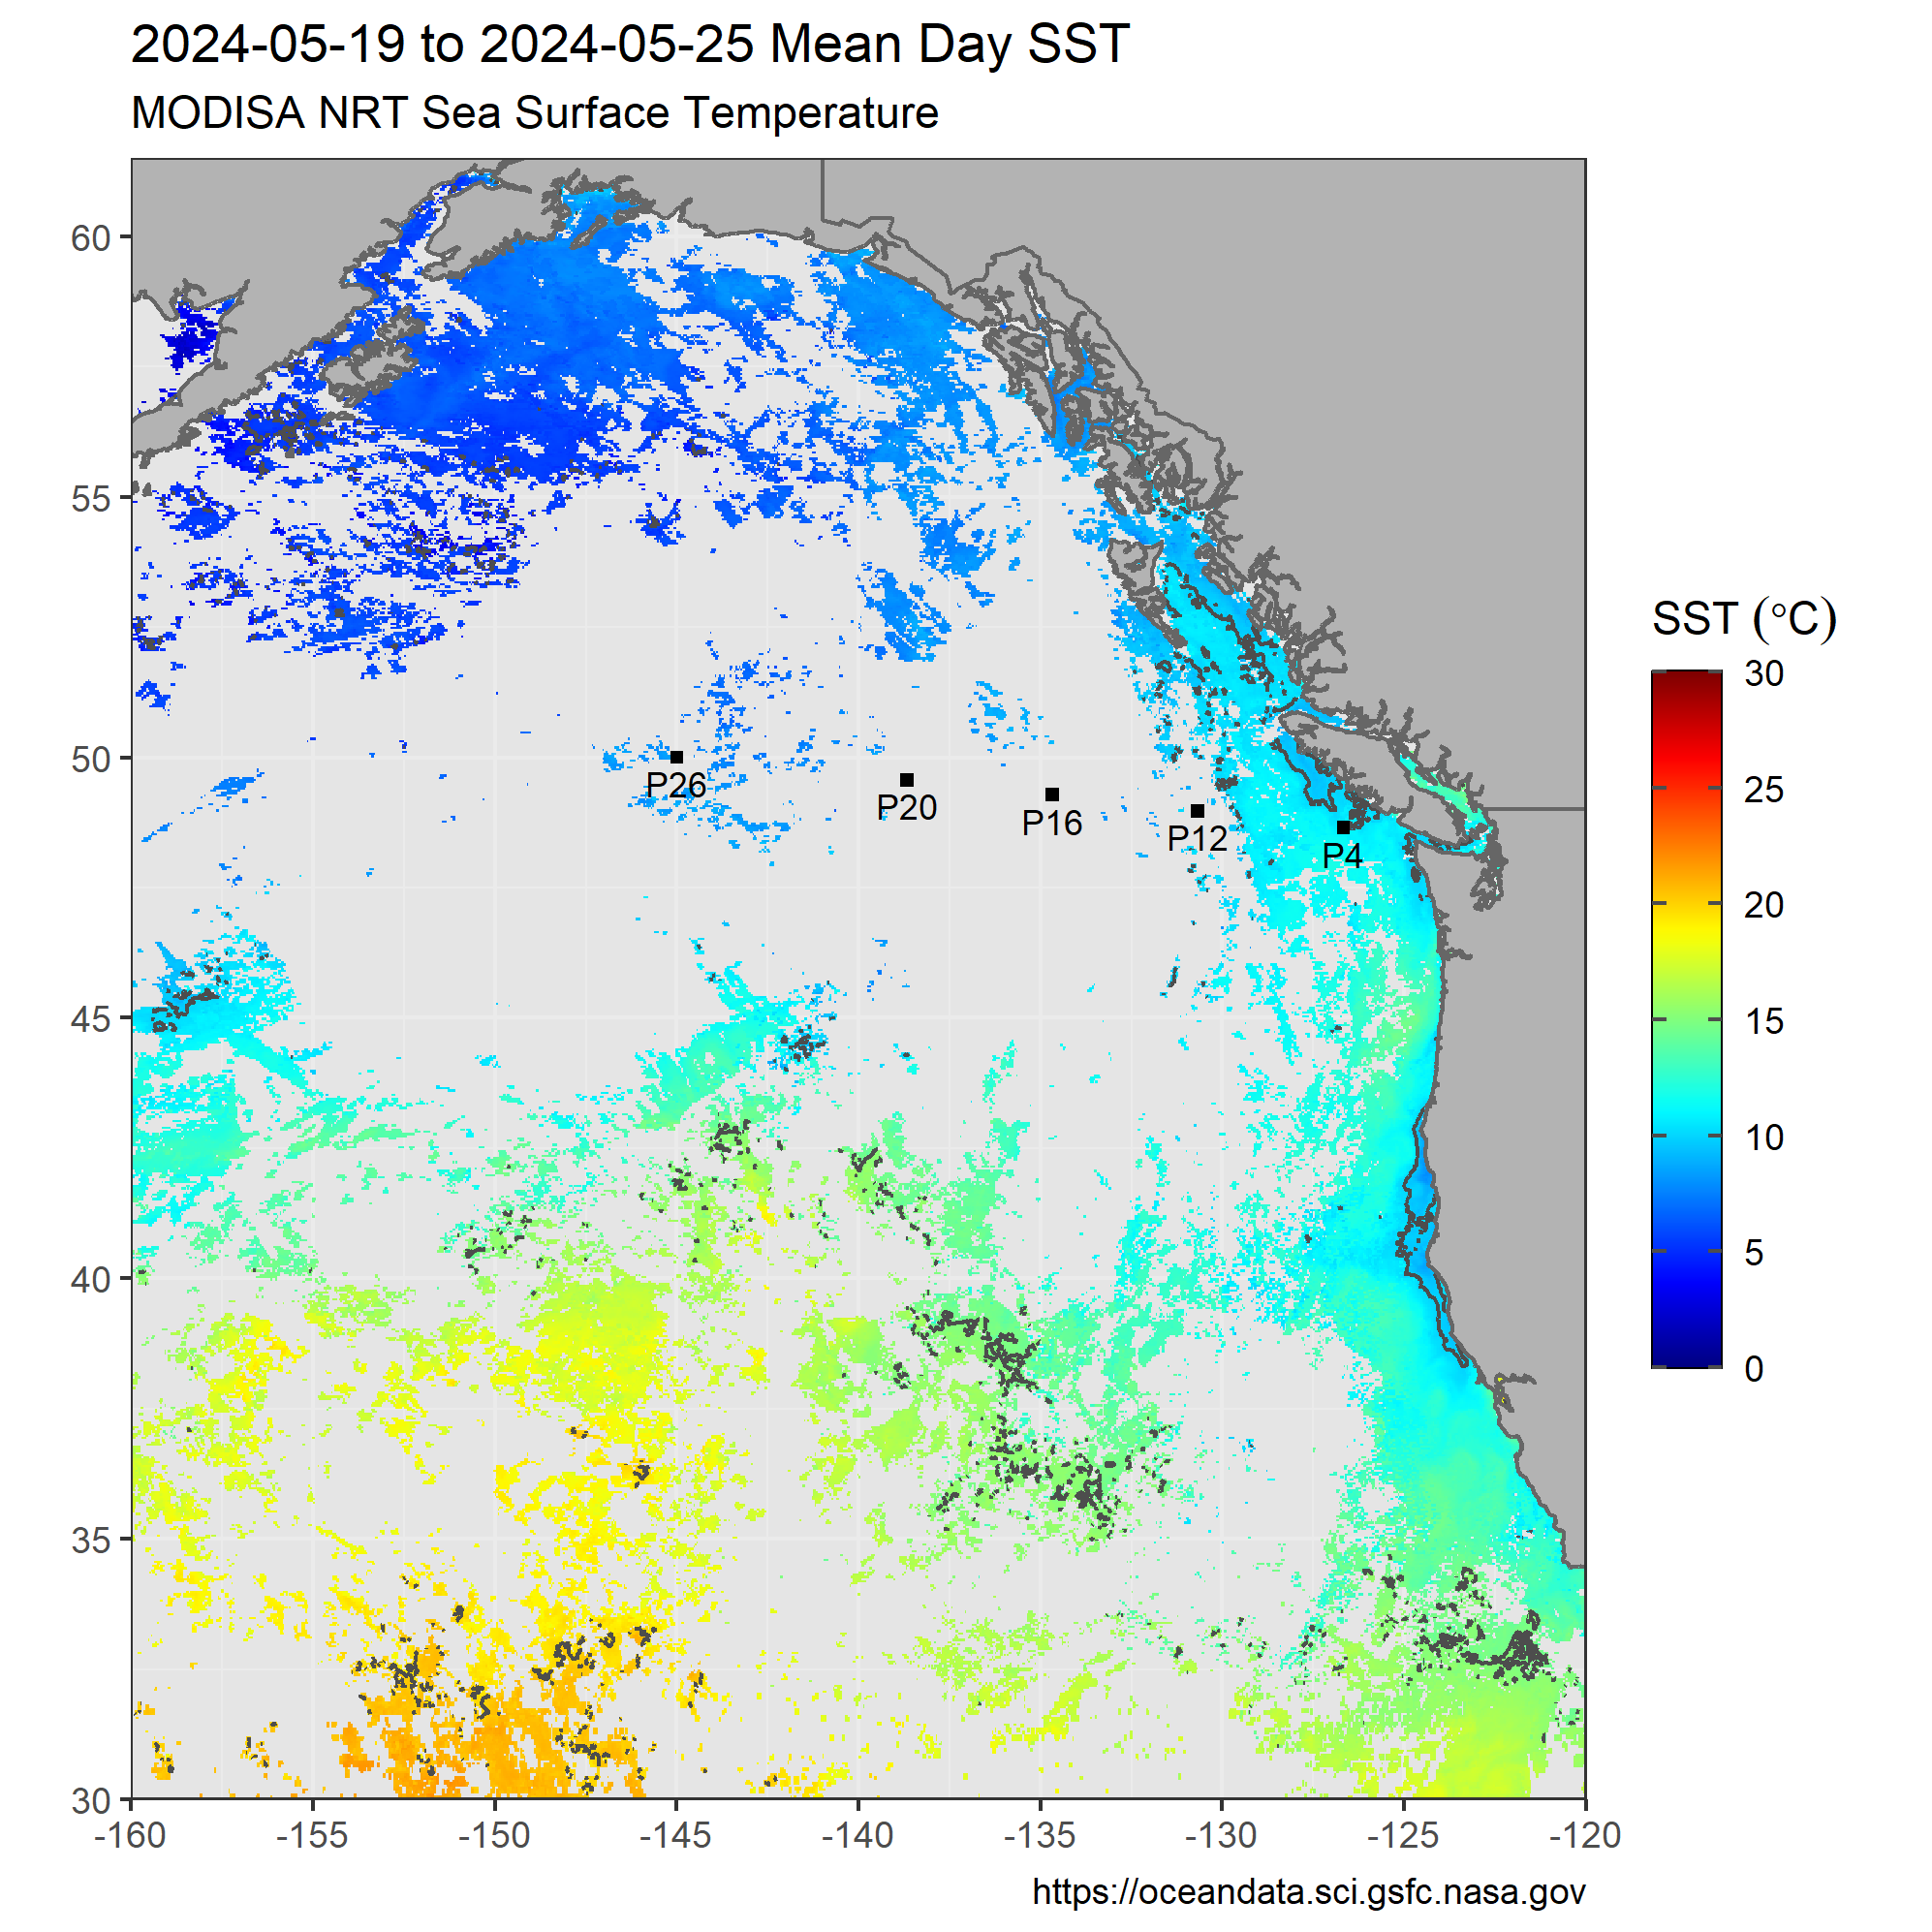 2024-05-19 to 2024-05-25 Mean Day SST
MODISA NRT Sea Surface Temperature
60
55
50
45
40
35
30
-160
-155
-150
-145
-140
-135
-130
-125
-120
P26
P20
P16
P12
P4
SST (°C)
30
25
20
15
10
5
0
https://oceandata.sci.gsfc.nasa.gov